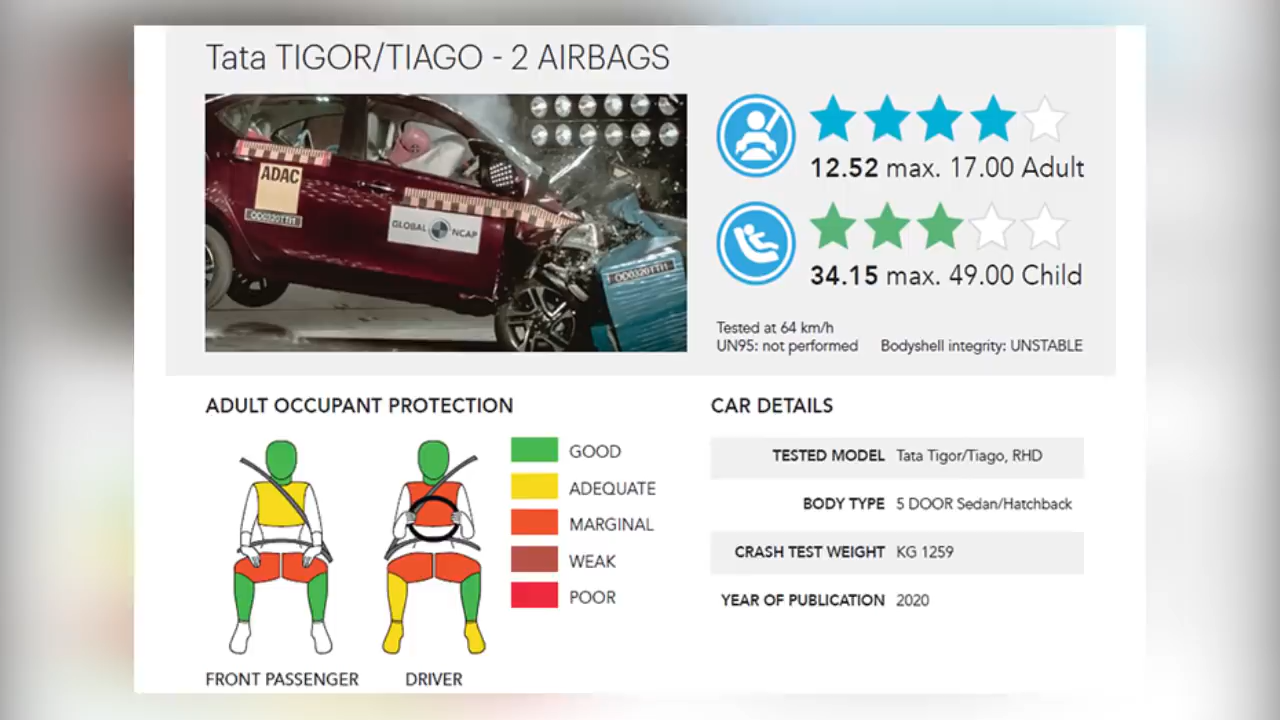 Tata TIGOR/TIAGO - 2 AIRBAGS
ADAC
OD0320TTI1
GLOBAL NCAP
OD0320TTI1
12.52 max. 17.00 Adult
34.15 max. 49.00 Child
Tested at 64 km/h
UN95: not performed Bodyshell integrity: UNSTABLE
ADULT OCCUPANT PROTECTION
GOOD
ADEQUATE
MARGINAL
WEAK
POOR
FRONT PASSENGER DRIVER
CAR DETAILS
TESTED MODEL Tata Tigor/Tiago, RHD
BODY TYPE 5 DOOR Sedan/Hatchback
CRASH TEST WEIGHT KG 1259
YEAR OF PUBLICATION 2020